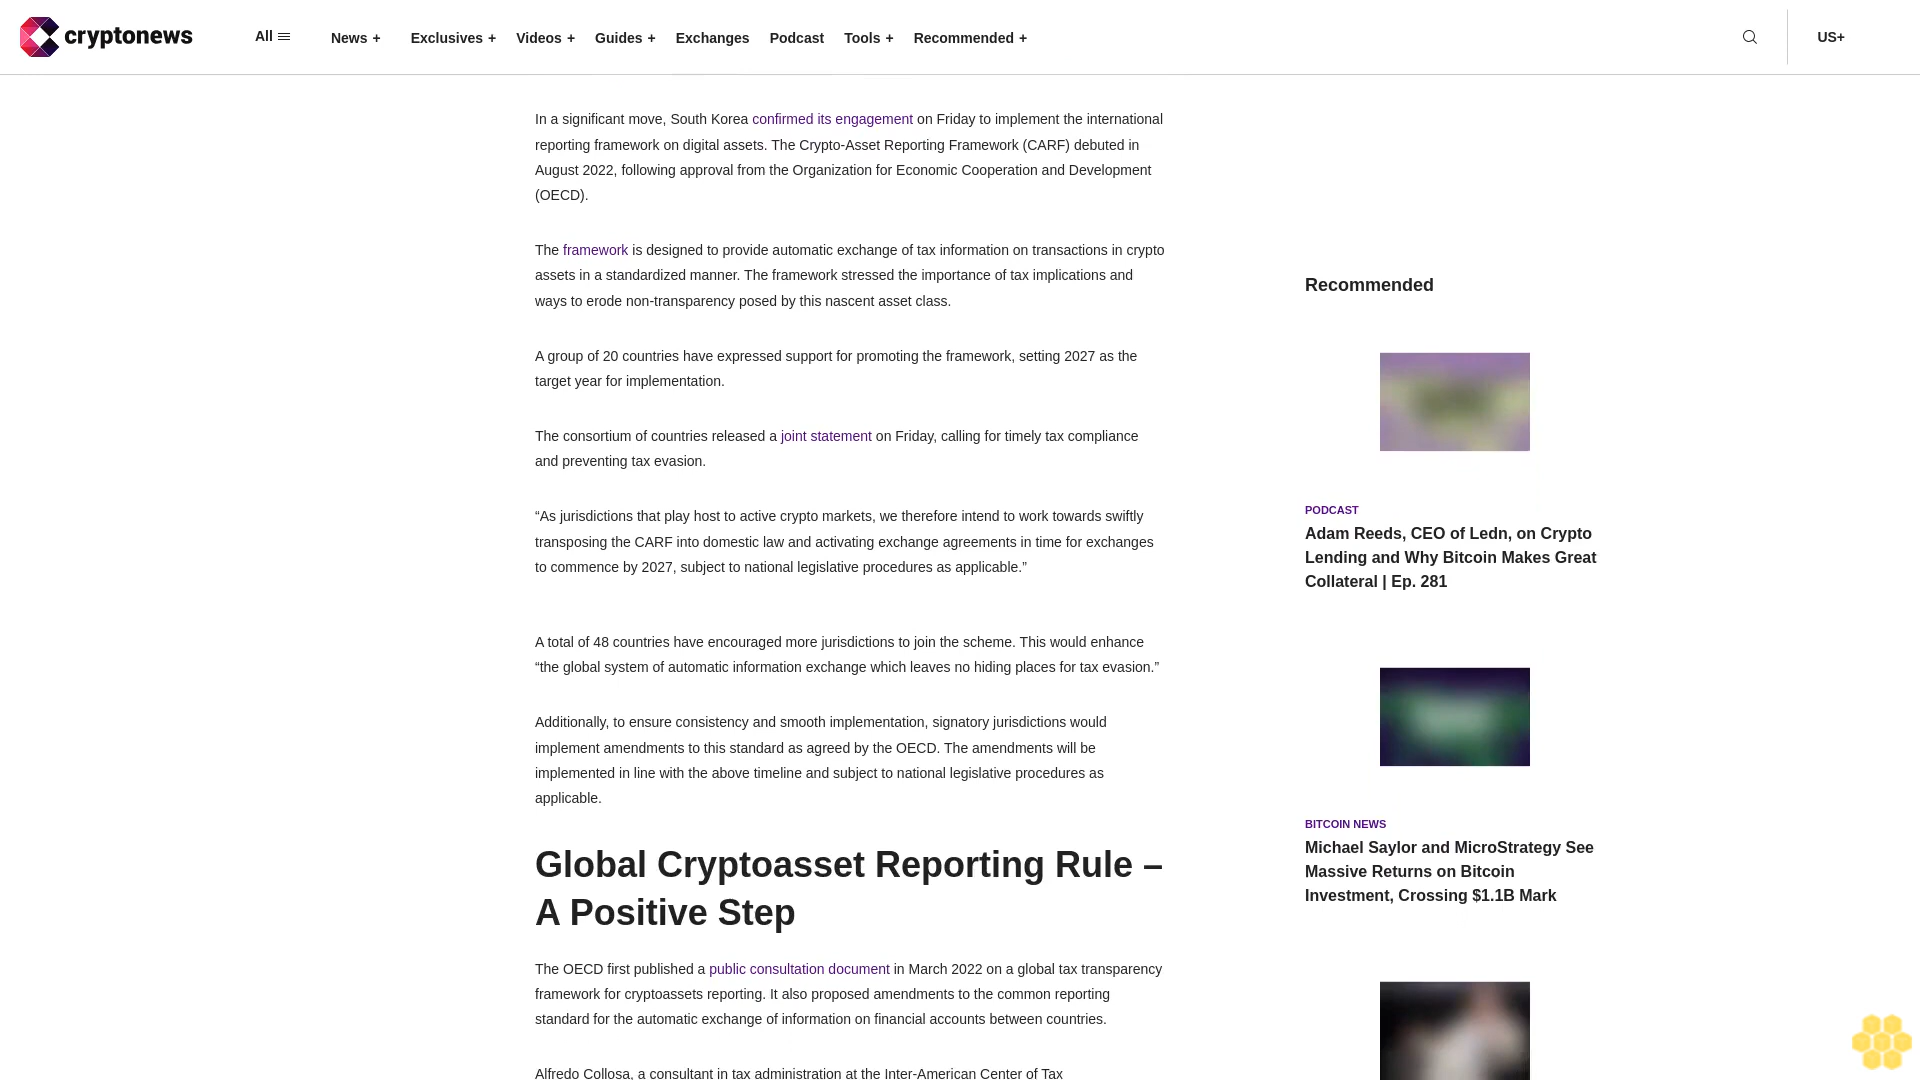 cryptonews
All
News +
Exclusives +
Videos +
Guides +
Exchanges
Podcast
Tools +
Recommended +
US+
In a significant move, South Korea confirmed its engagement on Friday to implement the international
reporting framework on digital assets. The Crypto-Asset Reporting Framework (CARF) debuted in
August 2022, following approval from the Organization for Economic Cooperation and Development
(OECD).
The framework is designed to provide automatic exchange of tax information on transactions in crypto
assets in a standardized manner. The framework stressed the importance of tax implications and
ways to erode non-transparency posed by this nascent asset class.
A group of 20 countries have expressed support for promoting the framework, setting 2027 as the
target year for implementation.
The consortium of countries released a joint statement on Friday, calling for timely tax compliance
and preventing tax evasion.
“As jurisdictions that play host to active crypto markets, we therefore intend to work towards swiftly
transposing the CARF into domestic law and activating exchange agreements in time for exchanges
to commence by 2027, subject to national legislative procedures as applicable.”
A total of 48 countries have encouraged more jurisdictions to join the scheme. This would enhance
“the global system of automatic information exchange which leaves no hiding places for tax evasion.”
Additionally, to ensure consistency and smooth implementation, signatory jurisdictions would
implement amendments to this standard as agreed by the OECD. The amendments will be
implemented in line with the above timeline and subject to national legislative procedures as
applicable.
Global Cryptoasset Reporting Rule –
A Positive Step
The OECD first published a public consultation document in March 2022 on a global tax transparency
framework for cryptoassets reporting. It also proposed amendments to the common reporting
standard for the automatic exchange of information on financial accounts between countries.
Alfredo Collosa, a consultant in tax administration at the Inter-American Center of Tax
Recommended
PODCAST
Adam Reeds, CEO of Ledn, on Crypto
Lending and Why Bitcoin Makes Great
Collateral | Ep. 281
BITCOIN NEWS
Michael Saylor and MicroStrategy See
Massive Returns on Bitcoin
Investment, Crossing $1.1B Mark